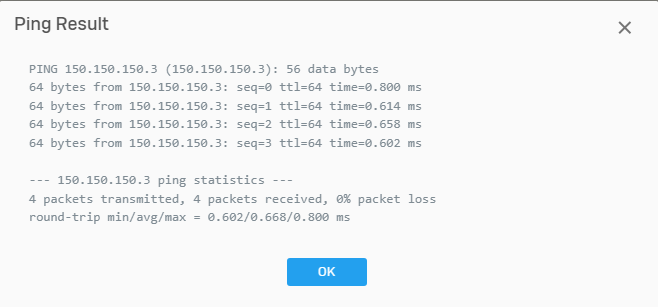 Ping Result
PING 150.150.150.3 (150.150.150.3): 56 data bytes
64 bytes from 150.150.150.3: seq=0 ttl=64 time=0.800 ms
64 bytes from 150.150.150.3: seq=1 ttl=64 time=0.614 ms
64 bytes from 150.150.150.3: seq=2 ttl=64 time=0.658 ms
64 bytes from 150.150.150.3: seq=3 ttl=64 time=0.602 ms
--- 150.150.150.3 ping statistics ---
4 packets transmitted, 4 packets received, 0% packet loss
round-trip min/avg/max = 0.602/0.668/0.800 ms
OK